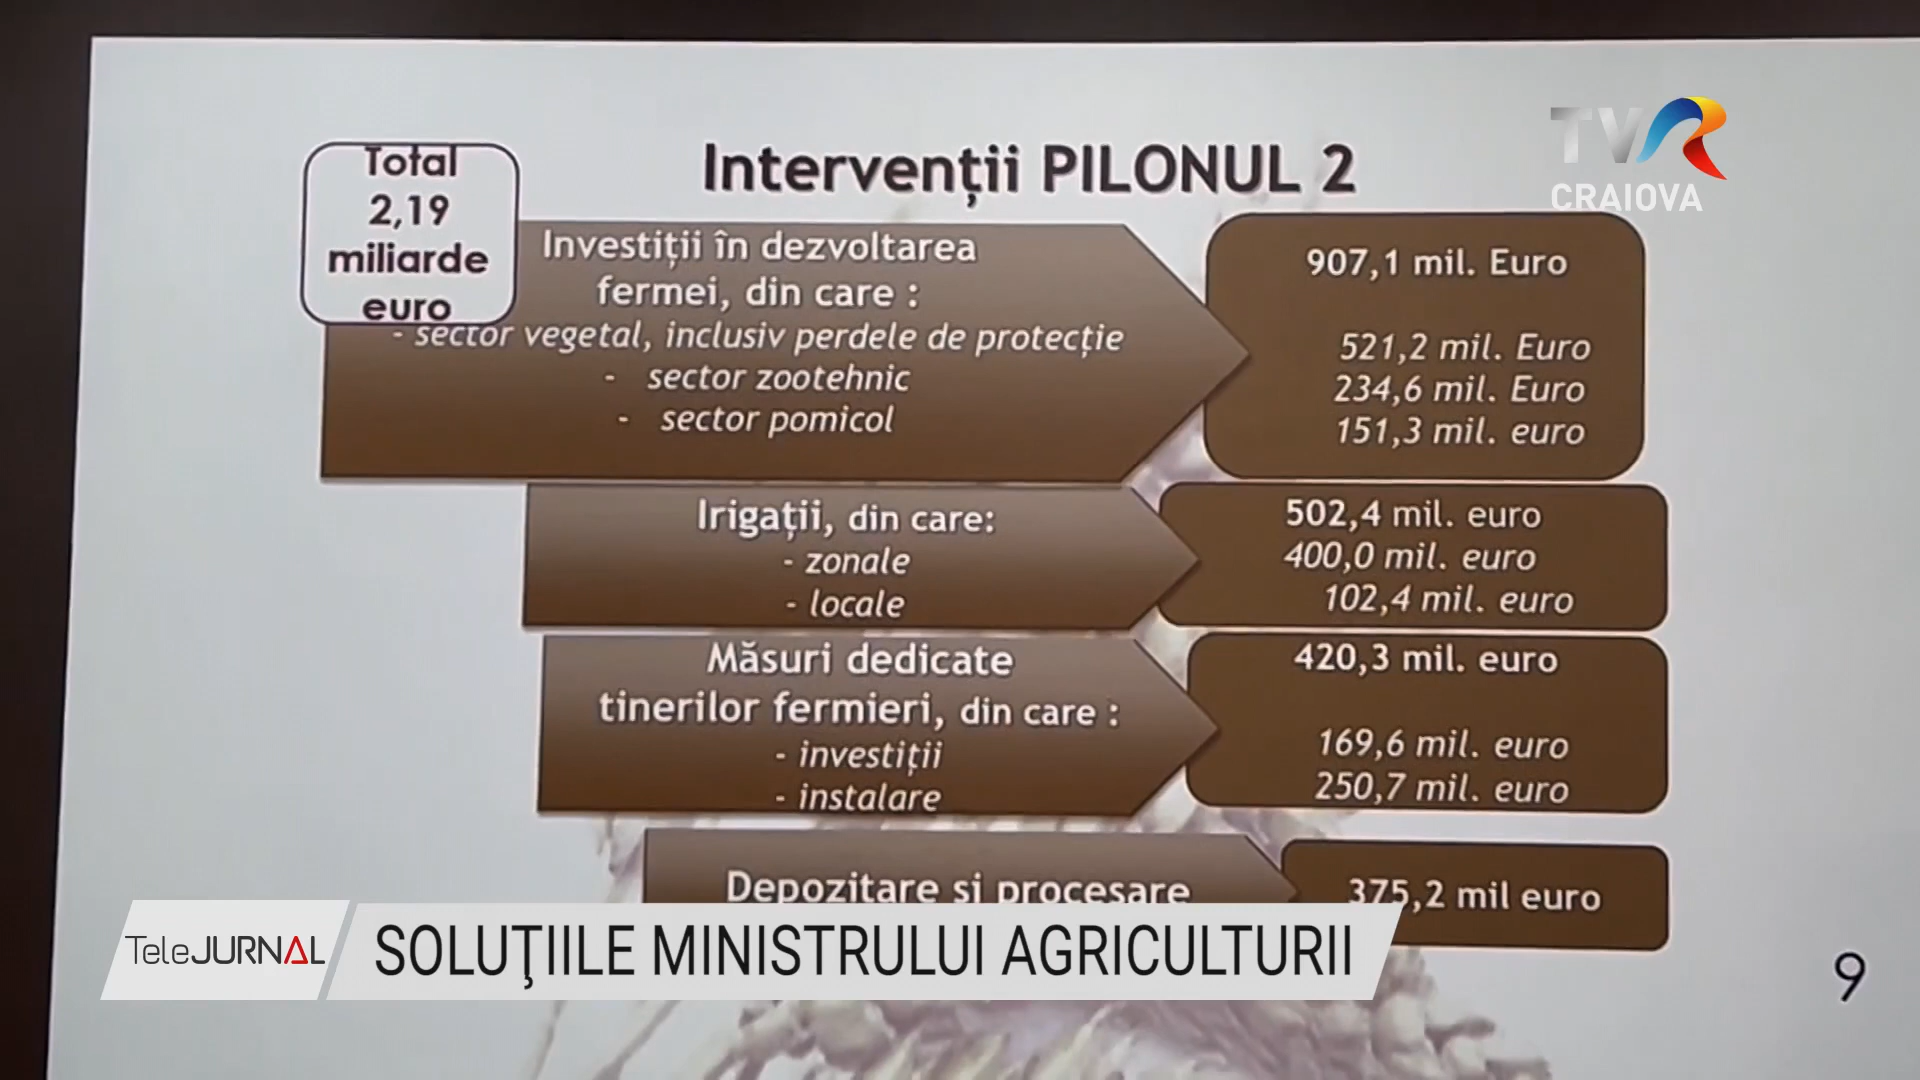 TVR
CRAIOVA
Intervenții PILONUL 2
Total
2,19
miliarde
euro
Investiții în dezvoltarea
fermei, din care :
- sector vegetal, inclusiv perdele de protecție
- sector zootehnic
- sector pomicol
907,1 mil. Euro
521,2 mil. Euro
234,6 mil. Euro
151,3 mil. euro
Irigații, din care:
- zonale
- locale
502,4 mil. euro
400,0 mil. euro
102,4 mil. euro
Măsuri dedicate
tinerilor fermieri, din care :
- investiții
- instalare
420,3 mil. euro
169,6 mil. euro
250,7 mil. euro
Depozitare și procesare
375,2 mil euro
TeleJURNAL
SOLUŢIILE MINISTRULUI AGRICULTURII
9